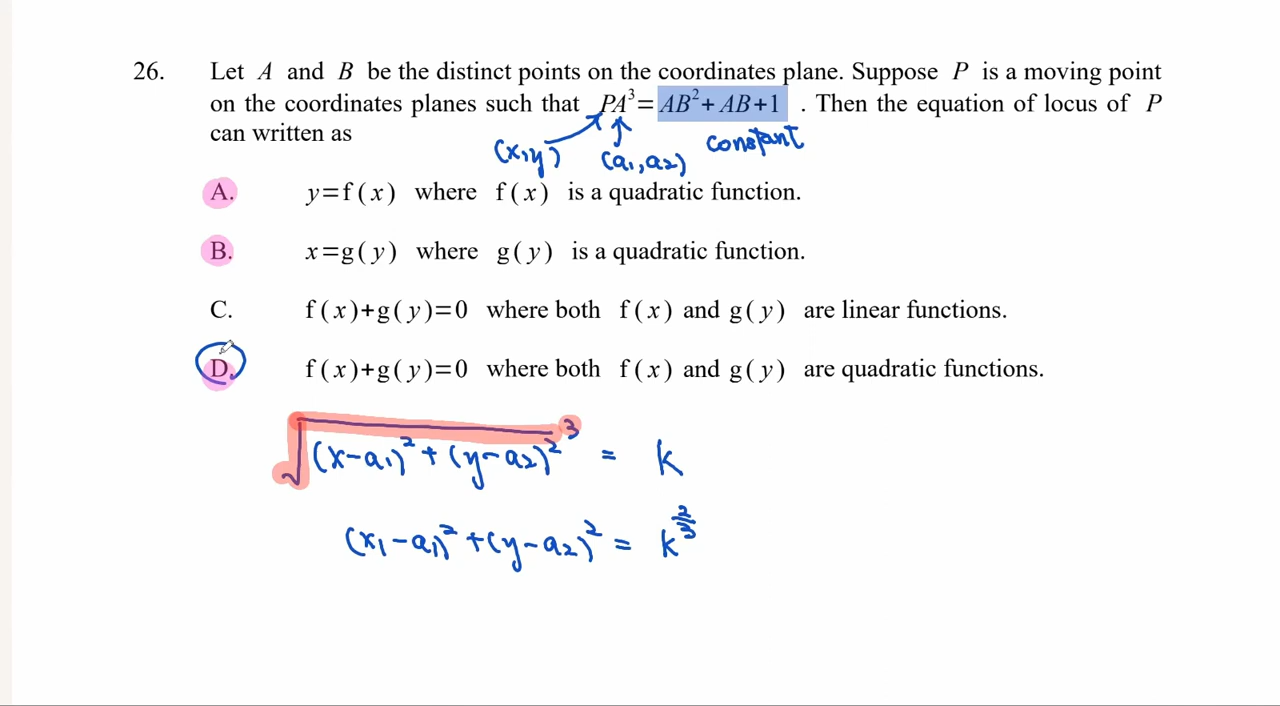 26. Let A and B be the distinct points on the coordinates plane. Suppose P is a moving point
on the coordinates planes such that PA³=AB²+AB+1 . Then the equation of locus of P
can written as
(x,y) (a₁,a₂) constant
A. y=f(x) where f(x) is a quadratic function.
B. x=g(y) where g(y) is a quadratic function.
C. f(x)+g(y)=0 where both f(x) and g(y) are linear functions.
D. f(x)+g(y)=0 where both f(x) and g(y) are quadratic functions.
√(x-a₁)²+(y-a₂)² ³ = k
(x₁-a₁)²+(y-a₂)² = k^(2/3)